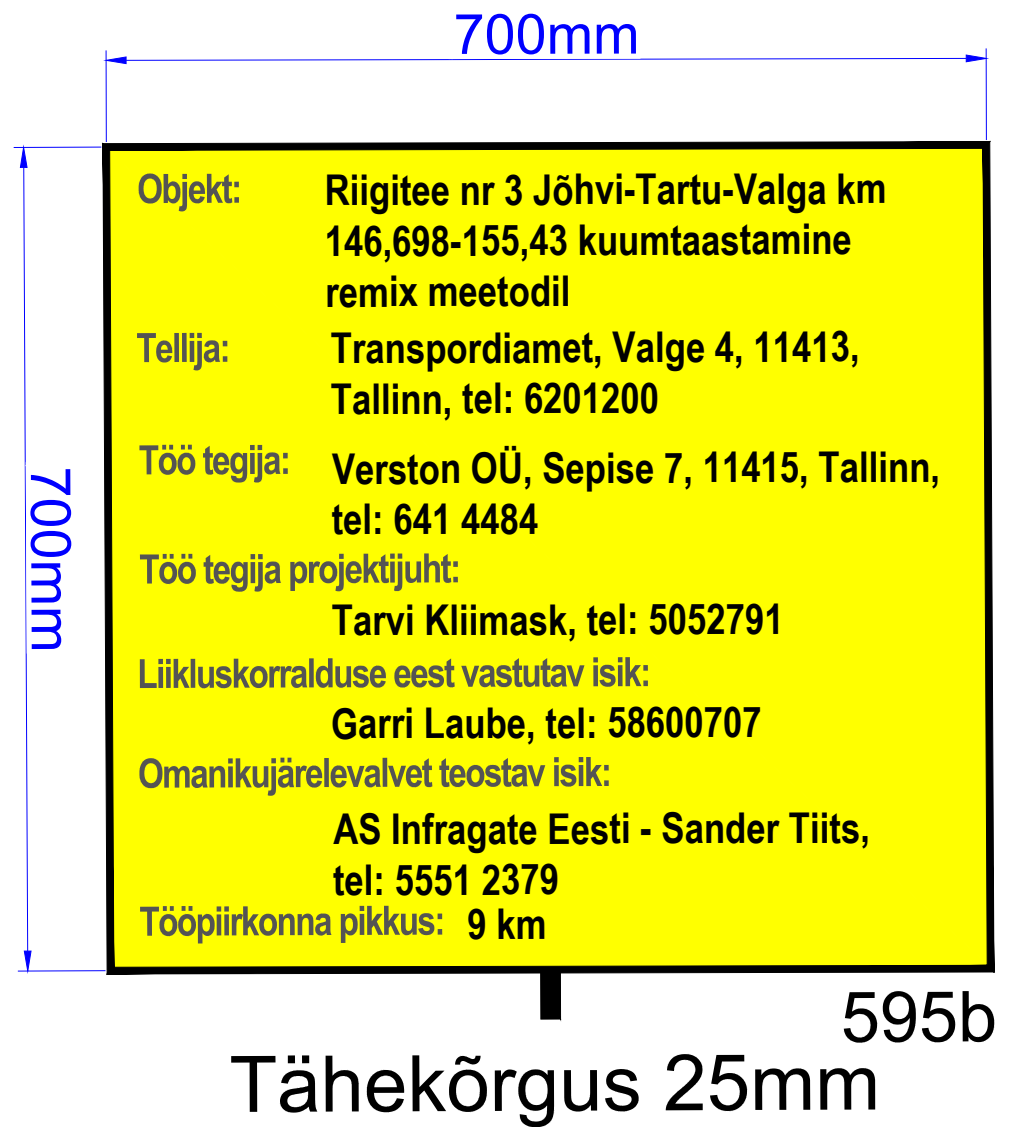 700mm
700mm
Objekt: Riigitee nr 3 Jõhvi-Tartu-Valga km
146,698-155,43 kuumtaastamine
remix meetodil
Tellija: Transpordiamet, Valge 4, 11413,
Tallinn, tel: 6201200
Töö tegija: Verston OÜ, Sepise 7, 11415, Tallinn,
tel: 641 4484
Töö tegija projektijuht:
Tarvi Kliimask, tel: 5052791
Liikluskorralduse eest vastutav isik:
Garri Laube, tel: 58600707
Omanikujärelevalvet teostav isik:
AS Infragate Eesti - Sander Tiits,
tel: 5551 2379
Tööpiirkonna pikkus: 9 km
595b
Tähekõrgus 25mm